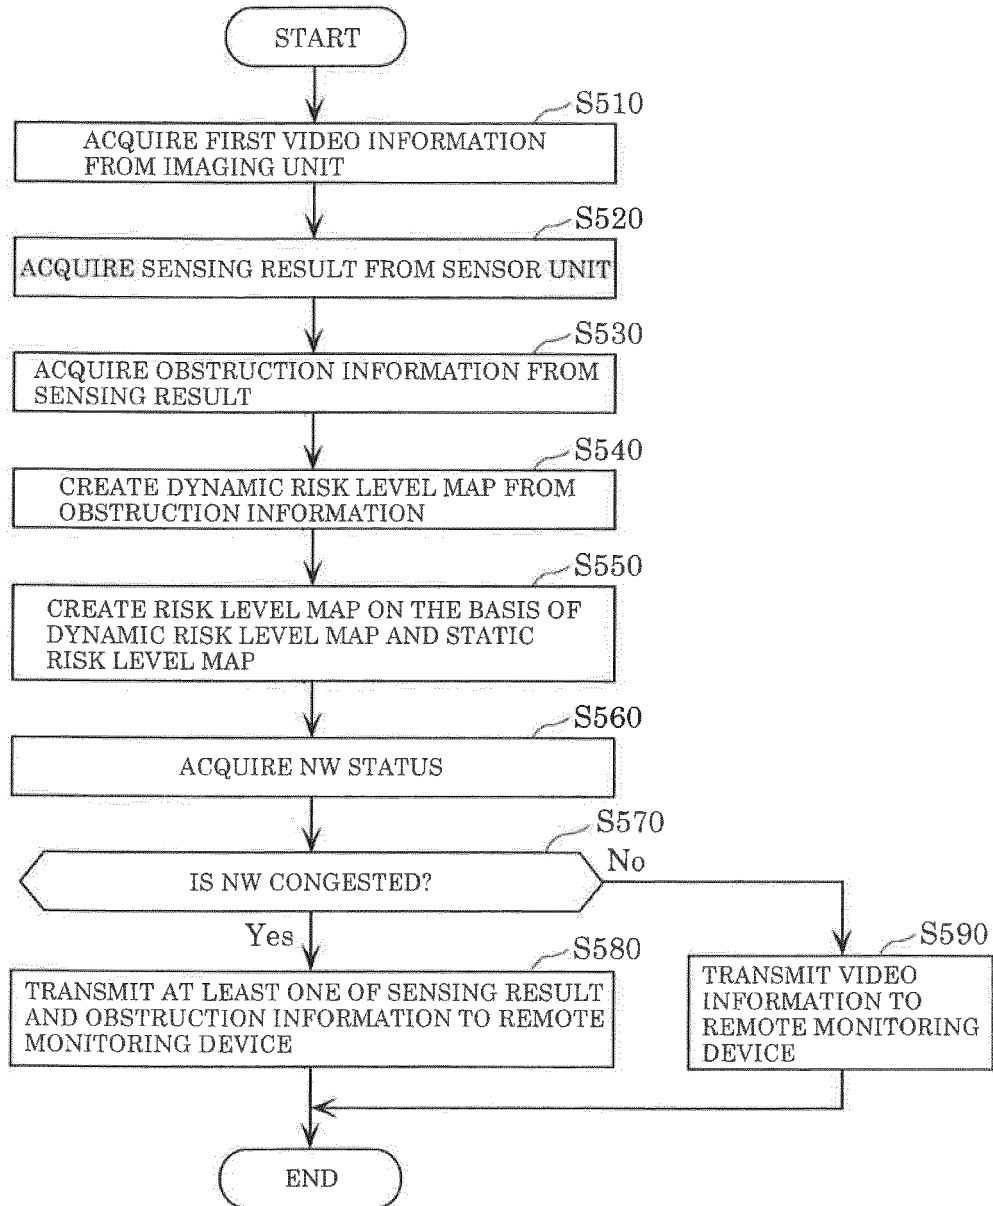 START
S510
ACQUIRE FIRST VIDEO INFORMATION
FROM IMAGING UNIT
S520
ACQUIRE SENSING RESULT FROM SENSOR UNIT
S530
ACQUIRE OBSTRUCTION INFORMATION FROM
SENSING RESULT
S540
CREATE DYNAMIC RISK LEVEL MAP FROM
OBSTRUCTION INFORMATION
S550
CREATE RISK LEVEL MAP ON THE BASIS OF
DYNAMIC RISK LEVEL MAP AND STATIC
RISK LEVEL MAP
S560
ACQUIRE NW STATUS
S570
IS NW CONGESTED?
No
Yes
S580
TRANSMIT AT LEAST ONE OF SENSING RESULT
AND OBSTRUCTION INFORMATION TO REMOTE
MONITORING DEVICE
S590
TRANSMIT VIDEO
INFORMATION TO
REMOTE MONITORING
DEVICE
END